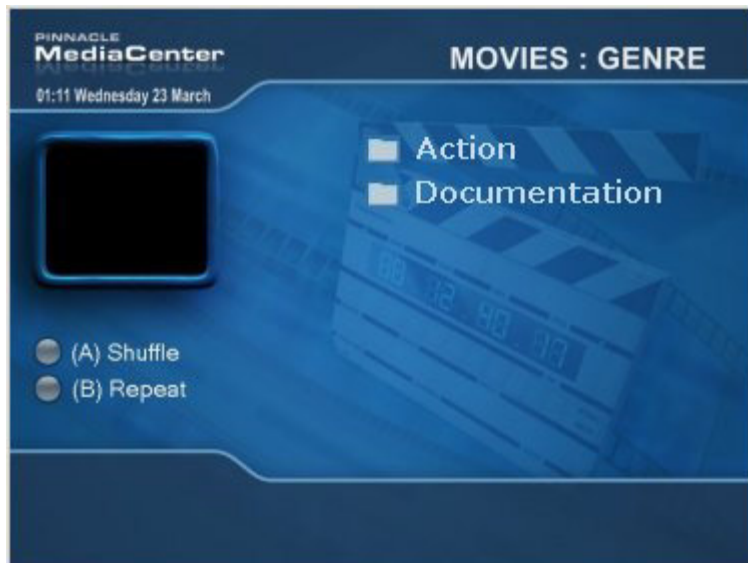 PINNACLE
MediaCenter
MOVIES : GENRE
01:11 Wednesday 23 March
Action
Documentation
(A) Shuffle
(B) Repeat